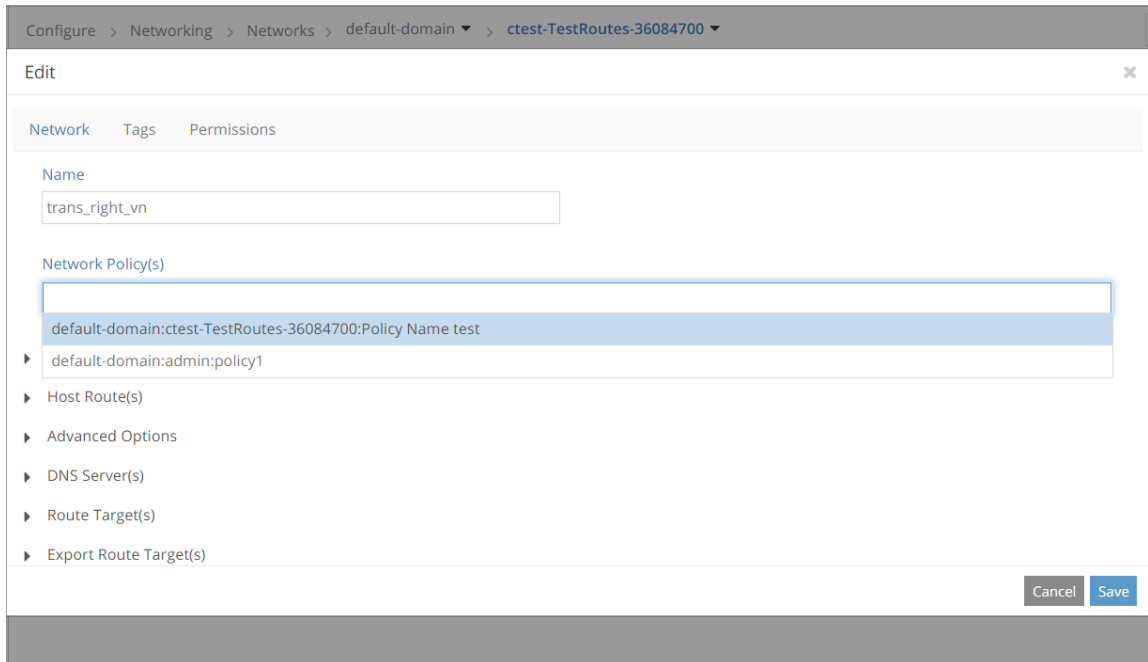 Configure > Networking > Networks > default-domain > ctest-TestRoutes-36084700
Edit
Network Tags Permissions
Name
trans_right_vn
Network Policy(s)
default-domain:ctest-TestRoutes-36084700:Policy Name test
default-domain:admin:policy1
Host Route(s)
Advanced Options
DNS Server(s)
Route Target(s)
Export Route Target(s)
Cancel Save